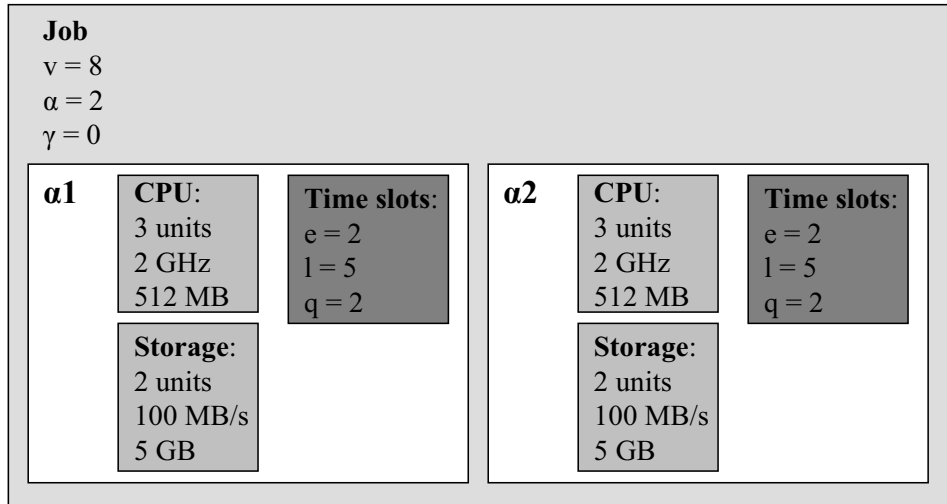 Job
v = 8
α = 2
γ = 0
α1
CPU:
3 units
2 GHz
512 MB
Time slots:
e = 2
l = 5
q = 2
Storage:
2 units
100 MB/s
5 GB
α2
CPU:
3 units
2 GHz
512 MB
Time slots:
e = 2
l = 5
q = 2
Storage:
2 units
100 MB/s
5 GB